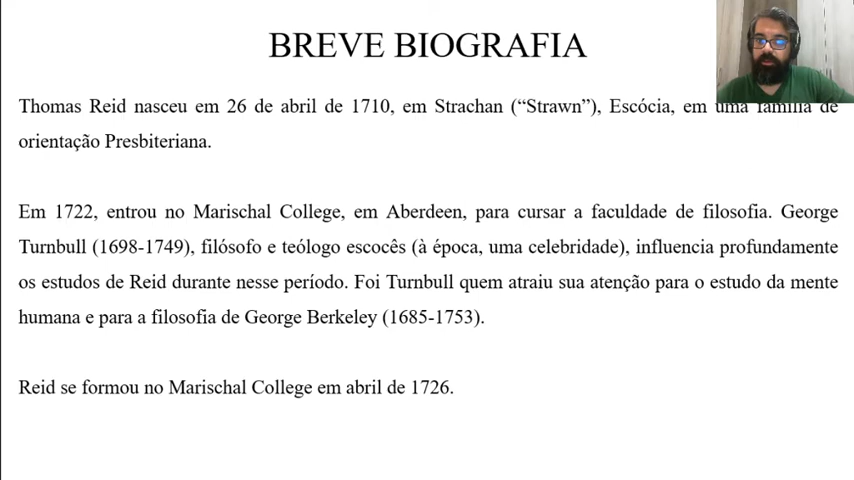 BREVE BIOGRAFIA
Thomas Reid nasceu em 26 de abril de 1710, em Strachan (“Strawn”), Escócia, em uma família de
orientação Presbiteriana.
Em 1722, entrou no Marischal College, em Aberdeen, para cursar a faculdade de filosofia. George
Turnbull (1698-1749), filósofo e teólogo escocês (à época, uma celebridade), influencia profundamente
os estudos de Reid durante nesse período. Foi Turnbull quem atraiu sua atenção para o estudo da mente
humana e para a filosofia de George Berkeley (1685-1753).
Reid se formou no Marischal College em abril de 1726.